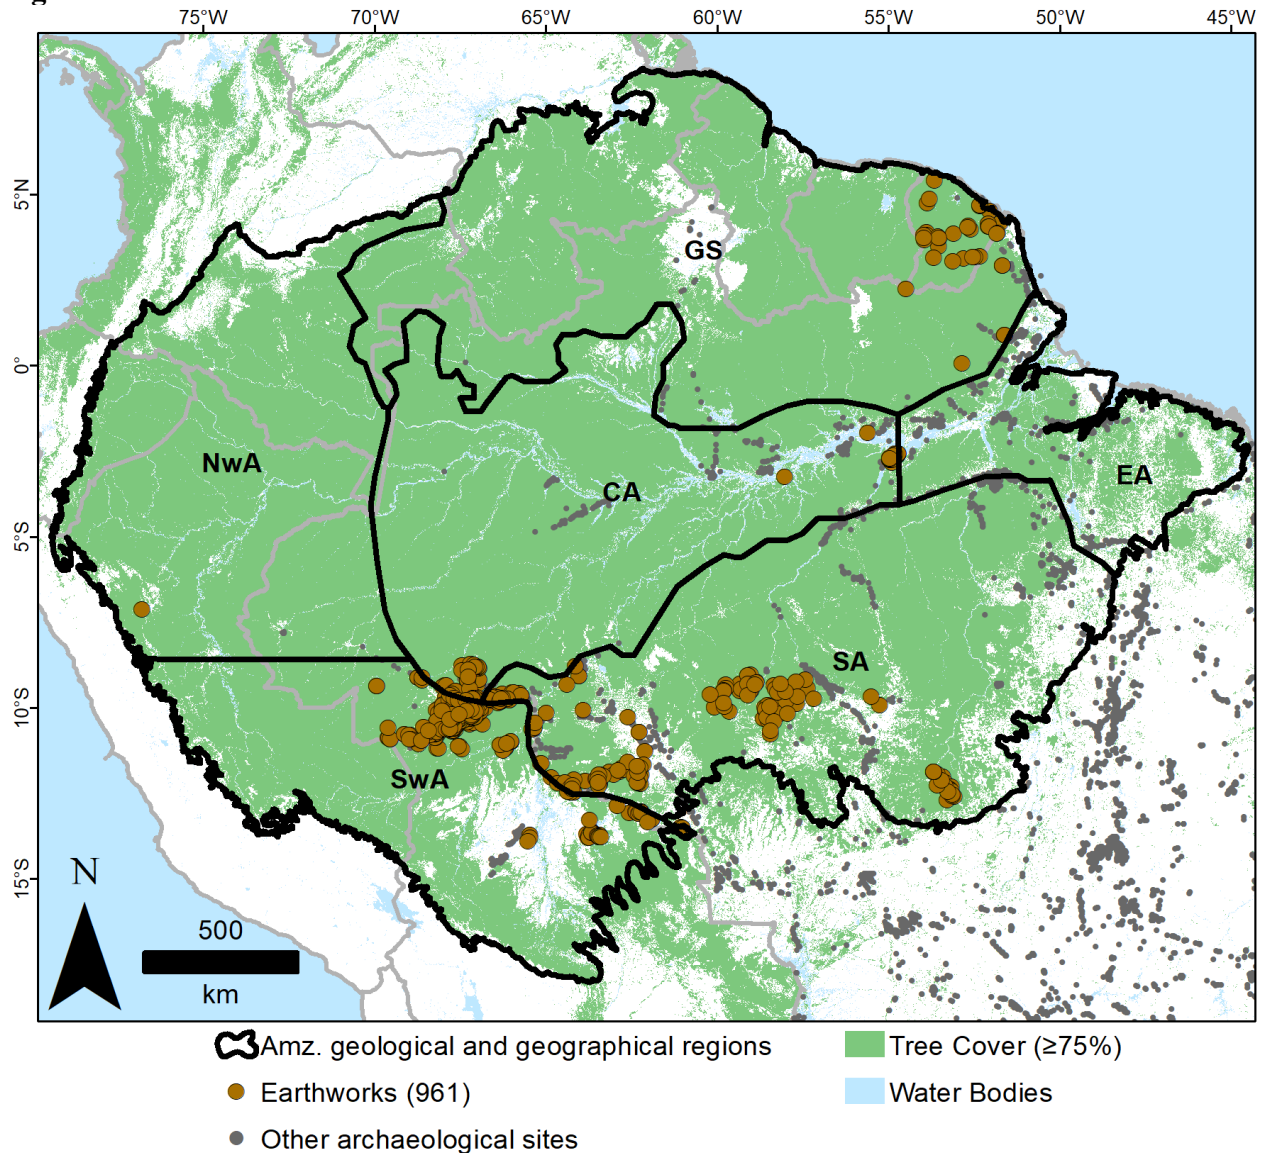 75°W 70°W 65°W 60°W 55°W 50°W 45°W
5°N
0°
5°S
10°S
15°S
GS
NwA
CA
EA
SA
SwA
N
500
km
Amz. geological and geographical regions
Earthworks (961)
Other archaeological sites
Tree Cover (≥75%)
Water Bodies